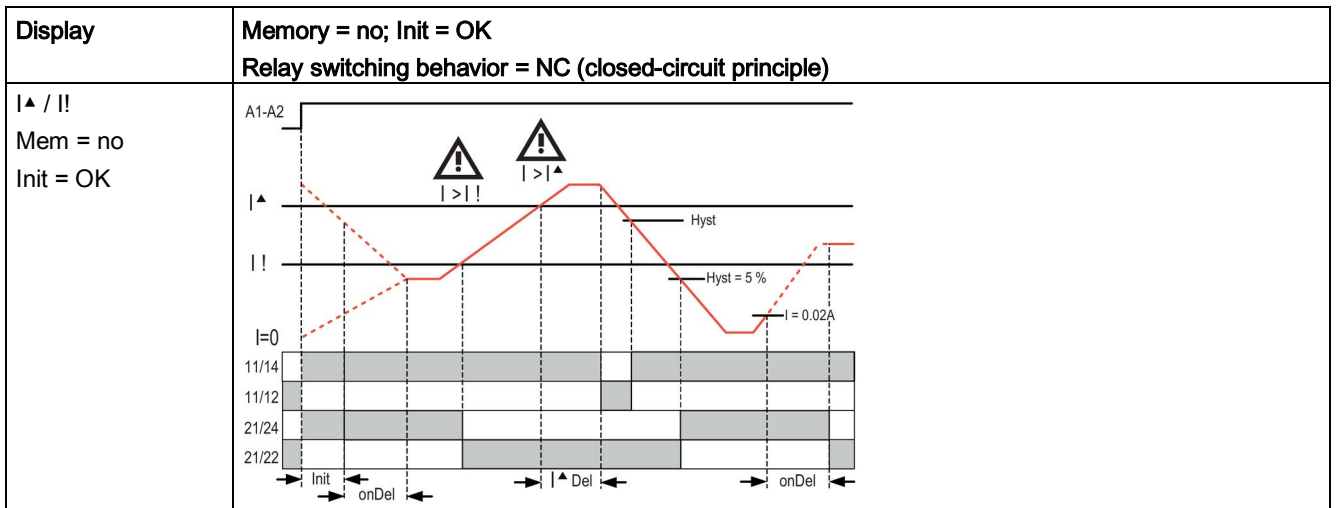 Display
Memory = no; Init = OK
Relay switching behavior = NC (closed-circuit principle)
I▲ / I!
Mem = no
Init = OK
A1-A2
I >I !
I >I▲
I▲
Hyst
I !
Hyst = 5 %
I = 0.02A
I=0
11/14
11/12
21/24
21/22
Init
onDel
I▲ Del
onDel